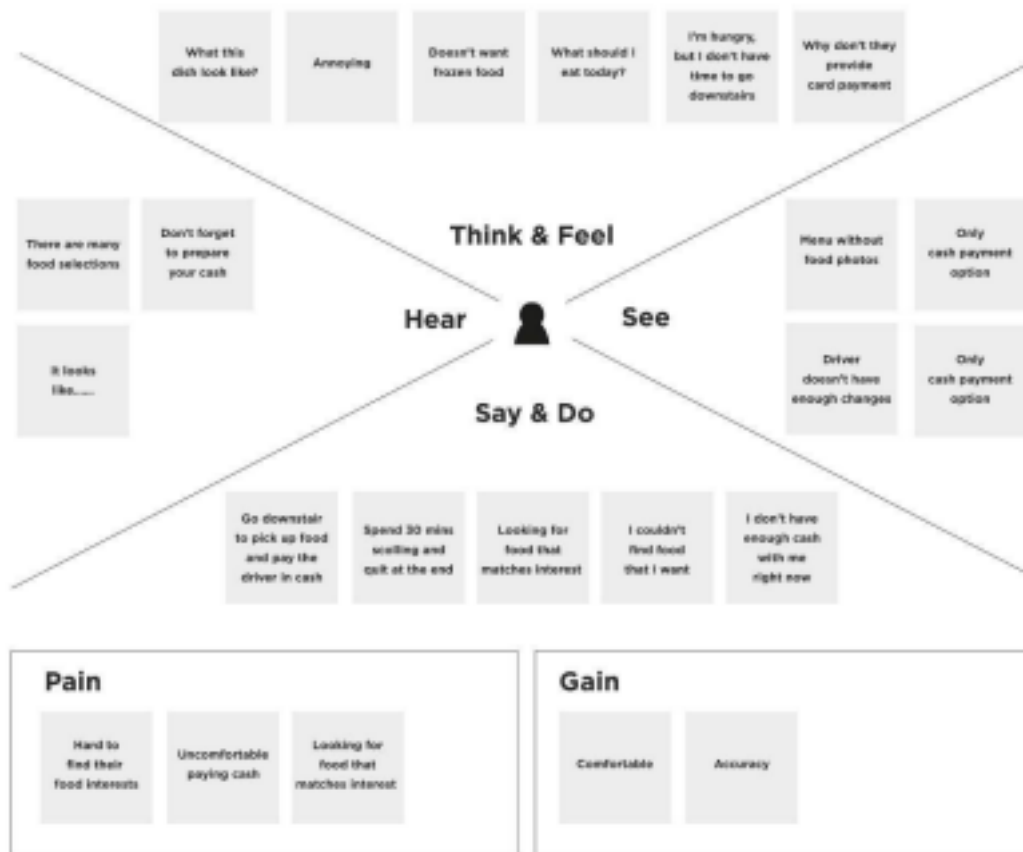 What this
dish look like?
Annoying
Doesn't want
frozen food
What should I
eat today?
I'm hungry,
but I don't have
time to go
downstairs
Why don't they
provide
card payment
Think & Feel
There are many
food selections
Don't forget
to prepare
your cash
It looks
like......
Hear
See
Menu without
food photos
Only
cash payment
option
Driver
doesn't have
enough changes
Only
cash payment
option
Say & Do
Go downstair
to pick up food
and pay the
driver in cash
Spend 30 mins
scolling and
quit at the end
Looking for
food that
matches interest
I couldn't
find food
that I want
I don't have
enough cash
with me
right now
Pain
Hard to
find their
food interests
Uncomfortable
paying cash
Looking for
food that
matches interest
Gain
Comfortable
Accuracy